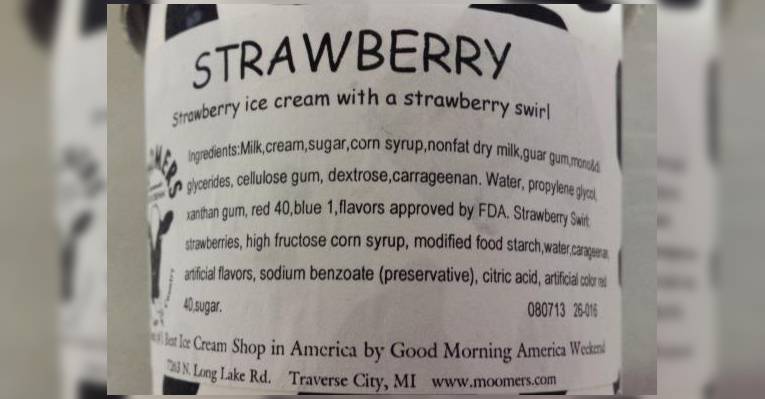 STRAWBERRY
Strawberry ice cream with a strawberry swirl
Ingredients:Milk,cream,sugar,corn syrup,nonfat dry milk,guar gum,mono&di
glycerides, cellulose gum, dextrose,carrageenan. Water, propylene glycol,
xanthan gum, red 40,blue 1,flavors approved by FDA. Strawberry Swirl:
strawberries, high fructose corn syrup, modified food starch,water,carageenan,
artificial flavors, sodium benzoate (preservative), citric acid, artificial color red
40,sugar.
080713 26-016
Best Ice Cream Shop in America by Good Morning America Weekend
7263 N. Long Lake Rd. Traverse City, MI www.moomers.com